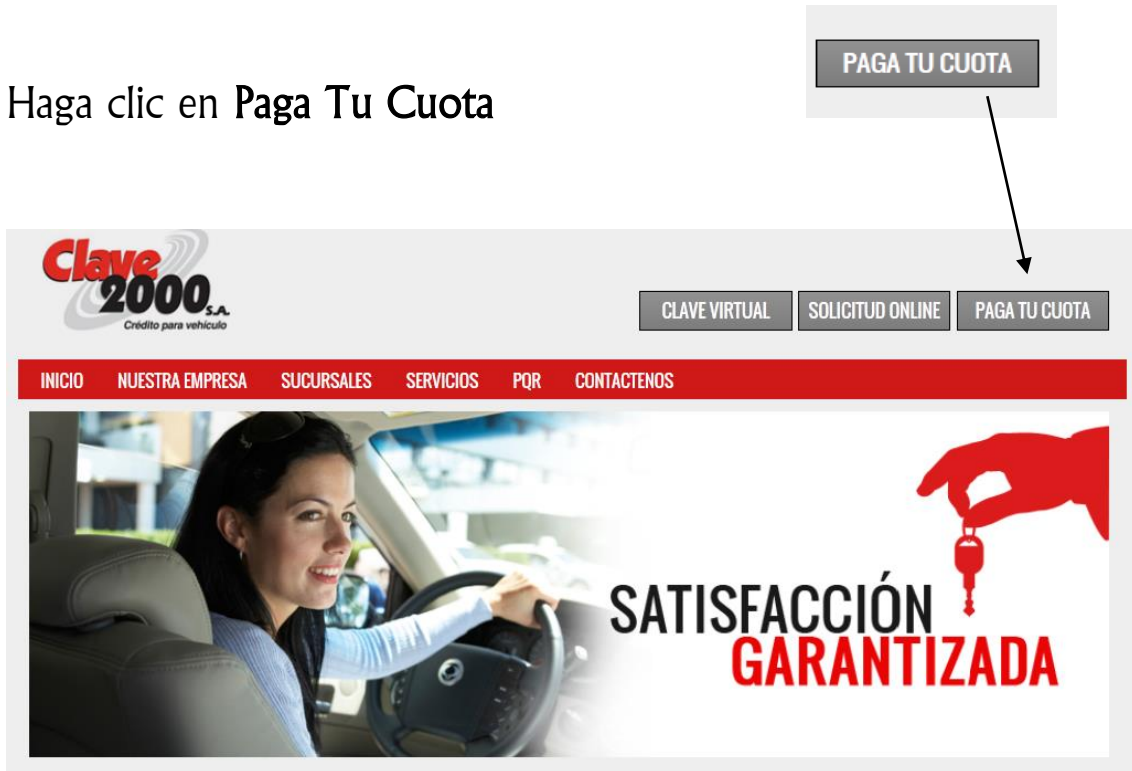 PAGA TU CUOTA
Haga clic en Paga Tu Cuota
Clave
2000 S.A.
Crédito para vehículo
CLAVE VIRTUAL SOLICITUD ONLINE PAGA TU CUOTA
INICIO NUESTRA EMPRESA SUCURSALES SERVICIOS PQR CONTACTENOS
SATISFACCIÓN
GARANTIZADA